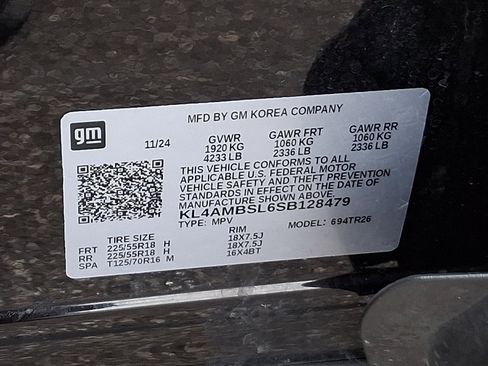 MFD BY GM KOREA COMPANY
gm
11/24 GVWR GAWR FRT GAWR RR
1920 KG 1060 KG 1060 KG
4233 LB 2336 LB 2336 LB
THIS VEHICLE CONFORMS TO ALL
APPLICABLE U.S. FEDERAL MOTOR
VEHICLE SAFETY AND THEFT PREVENTION
STANDARDS IN EFFECT ON THE DATE OF
MANUFACTURE SHOWN ABOVE.
KL4AMBSL6SB128479
TYPE: MPV MODEL: 694TR26
TIRE SIZE RIM
FRT 225/55R18 H 18X7.5J
RR 225/55R18 H 18X7.5J
SPA T125/70R16 M 16X4BT